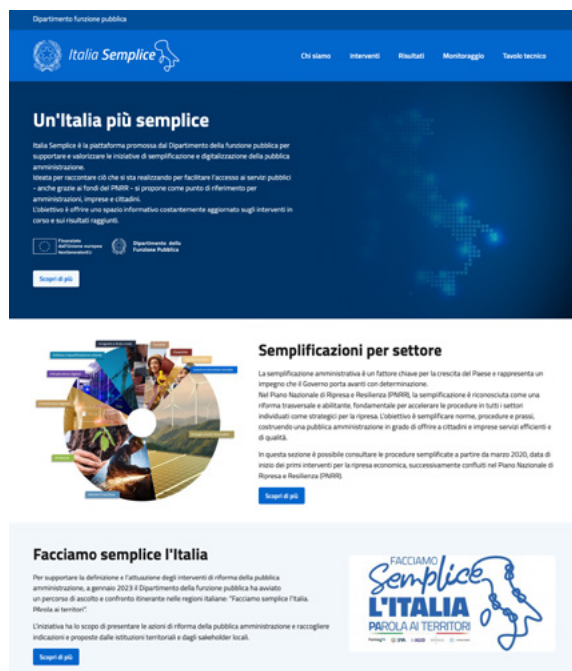 Dipartimento funzione pubblica
Italia Semplice
Chi siamo
Interventi
Risultati
Monitoraggio
Tavolo tecnico
Un'Italia più semplice
Italia Semplice è la piattaforma promossa dal Dipartimento della funzione pubblica per
supportare e valorizzare le iniziative di semplificazione e digitalizzazione della pubblica
amministrazione.
Ideata per raccontare ciò che si sta realizzando per facilitare l'accesso ai servizi pubblici
- anche grazie ai fondi del PNRR - si propone come punto di riferimento per
amministrazioni, imprese e cittadini.
L'obiettivo è offrire uno spazio informativo costantemente aggiornato sugli interventi in
corso e sui risultati raggiunti.
Finanziato
dall'Unione europea
NextGenerationEU
Dipartimento della
Funzione Pubblica
Scopri di più
Semplificazioni per settore
La semplificazione amministrativa è un fattore chiave per la crescita del Paese e rappresenta un
impegno che il Governo porta avanti con determinazione.
Nel Piano Nazionale di Ripresa e Resilienza (PNRR), la semplificazione è riconosciuta come una
riforma trasversale e abilitante, fondamentale per accelerare le procedure in tutti i settori
individuati come strategici per la ripresa. L'obiettivo è semplificare norme, procedure e prassi,
costruendo una pubblica amministrazione in grado di offrire a cittadini e imprese servizi efficienti e
di qualità.
In questa sezione è possibile consultare le procedure semplificate a partire da marzo 2020, data di
inizio dei primi interventi per la ripresa economica, successivamente confluiti nel Piano Nazionale di
Ripresa e Resilienza (PNRR).
Scopri di più
Facciamo semplice l'Italia
Per supportare la definizione e l'attuazione degli interventi di riforma della pubblica
amministrazione, a gennaio 2023 il Dipartimento della funzione pubblica ha avviato
un percorso di ascolto e confronto itinerante nelle regioni italiane: "Facciamo semplice l'Italia.
PArola ai territori".
L'iniziativa ha lo scopo di presentare le azioni di riforma della pubblica amministrazione e raccogliere
indicazioni e proposte dalle istituzioni territoriali e dagli sakeholder locali.
Scopri di più
FACCIAMO
Semplice
L'ITALIA
PAROLA AI TERRITORI